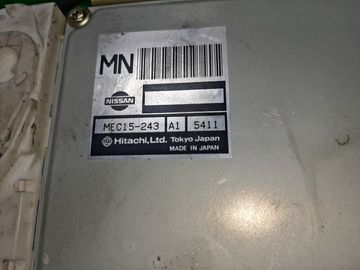 MN
NISSAN
MEC15-243 A1 5411
Hitachi, Ltd. Tokyo Japan
MADE IN JAPAN